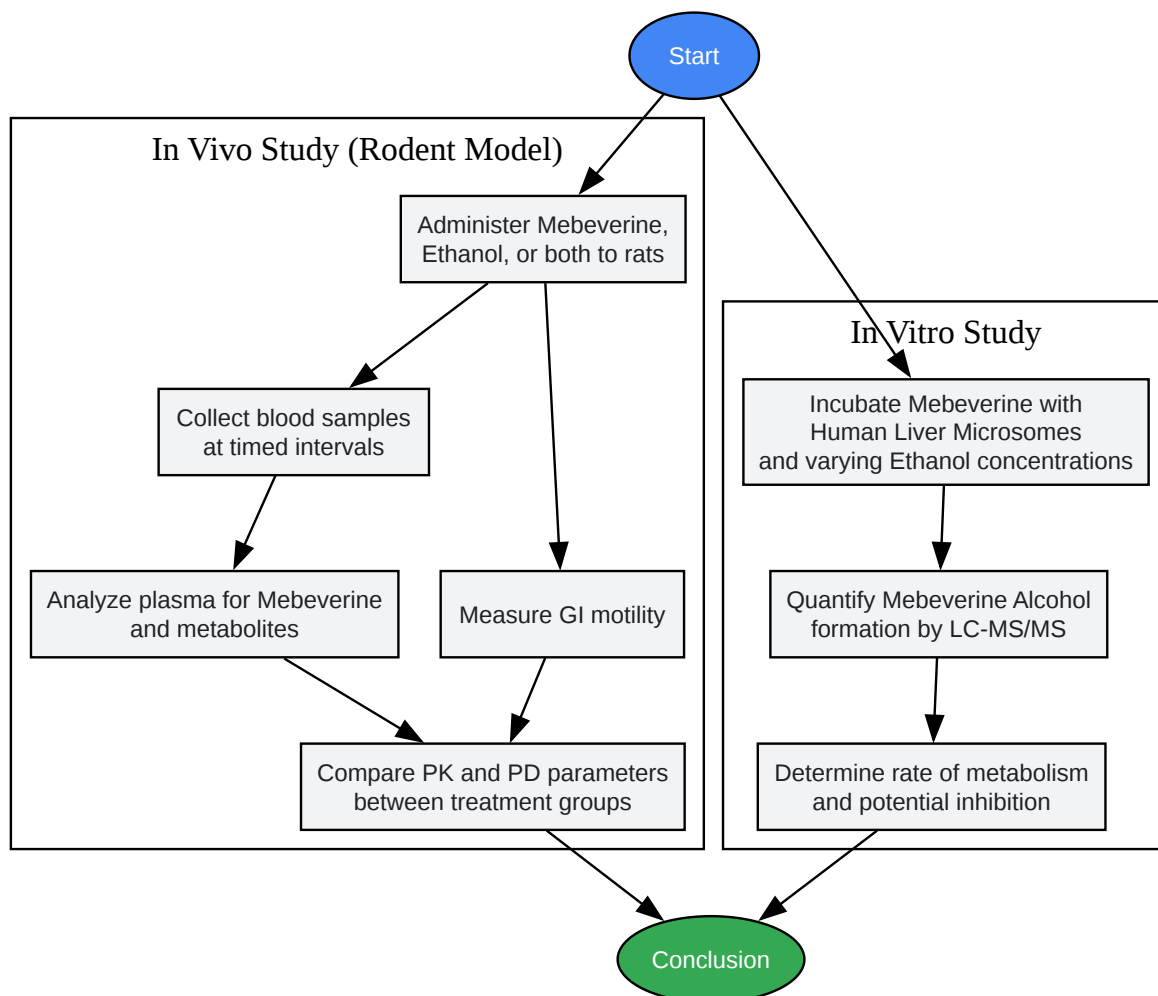 Start
In Vivo Study (Rodent Model)
Administer Mebeverine,
Ethanol, or both to rats
Collect blood samples
at timed intervals
Analyze plasma for Mebeverine
and metabolites
Measure GI motility
Compare PK and PD parameters
between treatment groups
In Vitro Study
Incubate Mebeverine with
Human Liver Microsomes
and varying Ethanol concentrations
Quantify Mebeverine Alcohol
formation by LC-MS/MS
Determine rate of metabolism
and potential inhibition
Conclusion